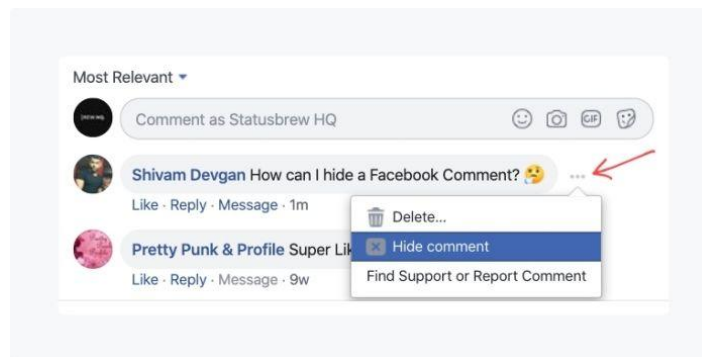 Most Relevant
Comment as Statusbrew HQ
GIF
Shivam Devgan How can I hide a Facebook Comment? 🤔
Like · Reply · Message · 1m
Delete...
Pretty Punk & Profile Super Lik
Hide comment
Like · Reply · Message · 9w
Find Support or Report Comment